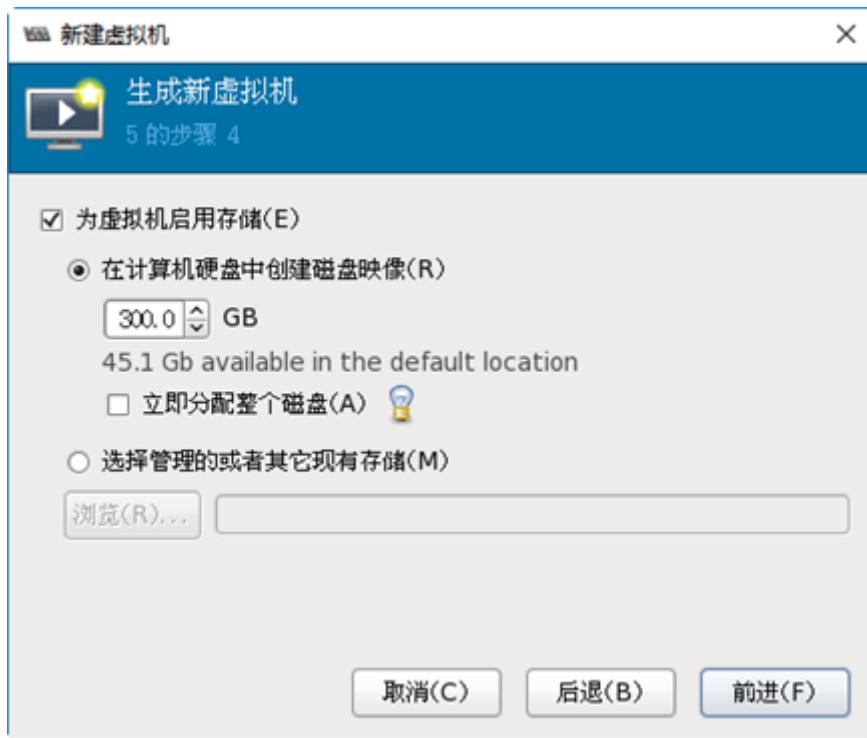 新建虚拟机
生成新虚拟机
5 的步骤 4
为虚拟机启用存储(E)
在计算机硬盘中创建磁盘映像(R)
300.0 GB
45.1 Gb available in the default location
立即分配整个磁盘(A)
选择管理的或者其它现有存储(M)
浏览(R)...
取消(C) 后退(B) 前进(F)